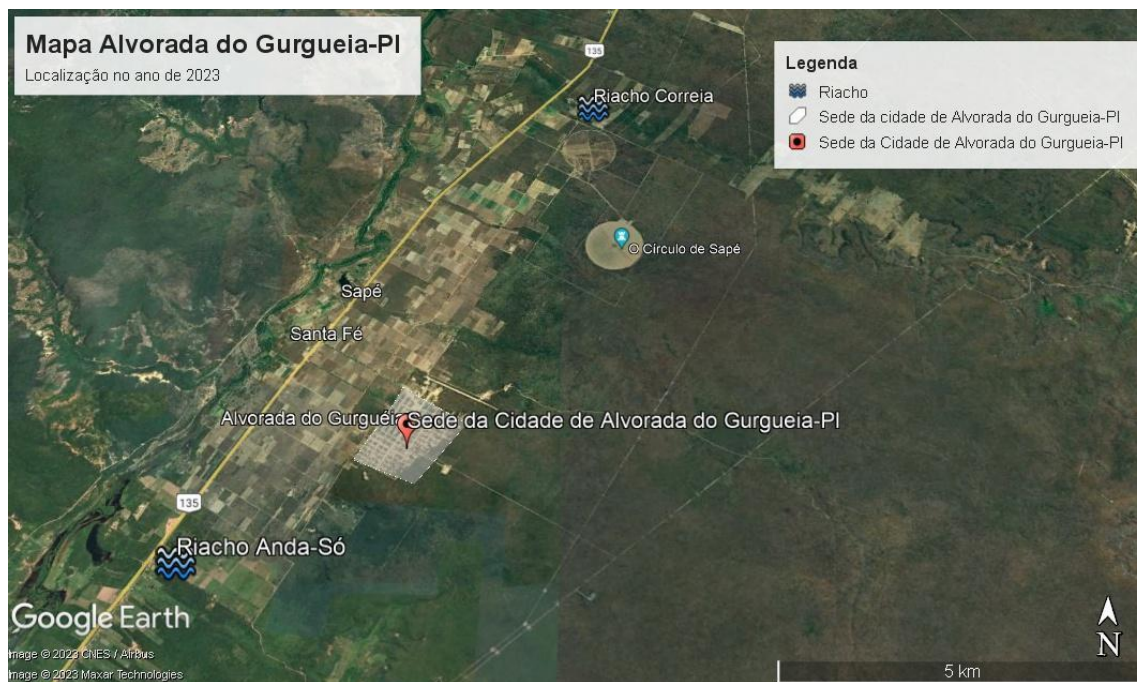 Mapa Alvorada do Gurgueia-PI
Localização no ano de 2023
135
Riacho Correia
Legenda
Riacho
Sede da cidade de Alvorada do Gurgueia-PI
Sede da Cidade de Alvorada do Gurgueia-PI
O Círculo de Sapé
Sapé
Santa Fé
Alvorada do Gurguéia
Sede da Cidade de Alvorada do Gurgueia-PI
135
Riacho Anda-Só
Google Earth
Image © 2023 CNES / Airbus
Image © 2023 Maxar Technologies
N
5 km